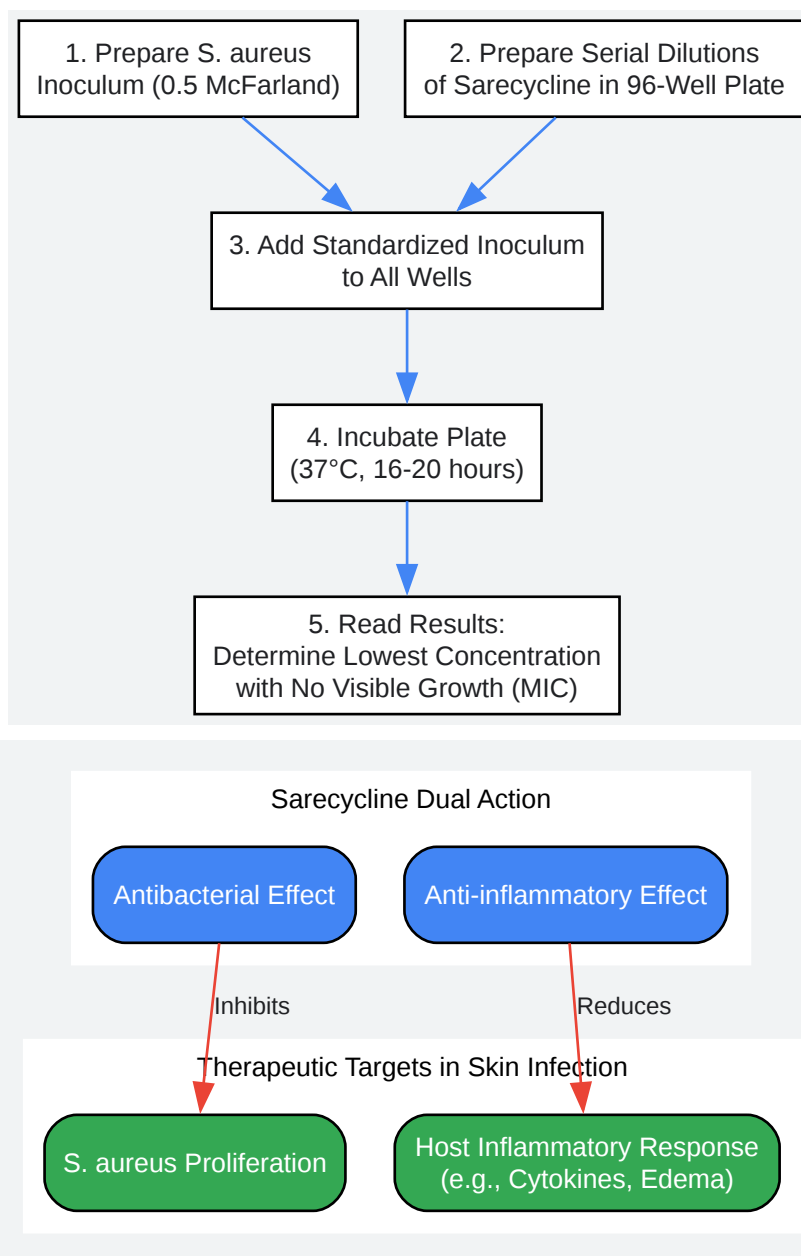 1. Prepare S. aureus
Inoculum (0.5 McFarland)
2. Prepare Serial Dilutions
of Sarecycline in 96-Well Plate
3. Add Standardized Inoculum
to All Wells
4. Incubate Plate
(37°C, 16-20 hours)
5. Read Results:
Determine Lowest Concentration
with No Visible Growth (MIC)
Sarecycline Dual Action
Antibacterial Effect
Anti-inflammatory Effect
Inhibits
Reduces
Therapeutic Targets in Skin Infection
S. aureus Proliferation
Host Inflammatory Response
(e.g., Cytokines, Edema)